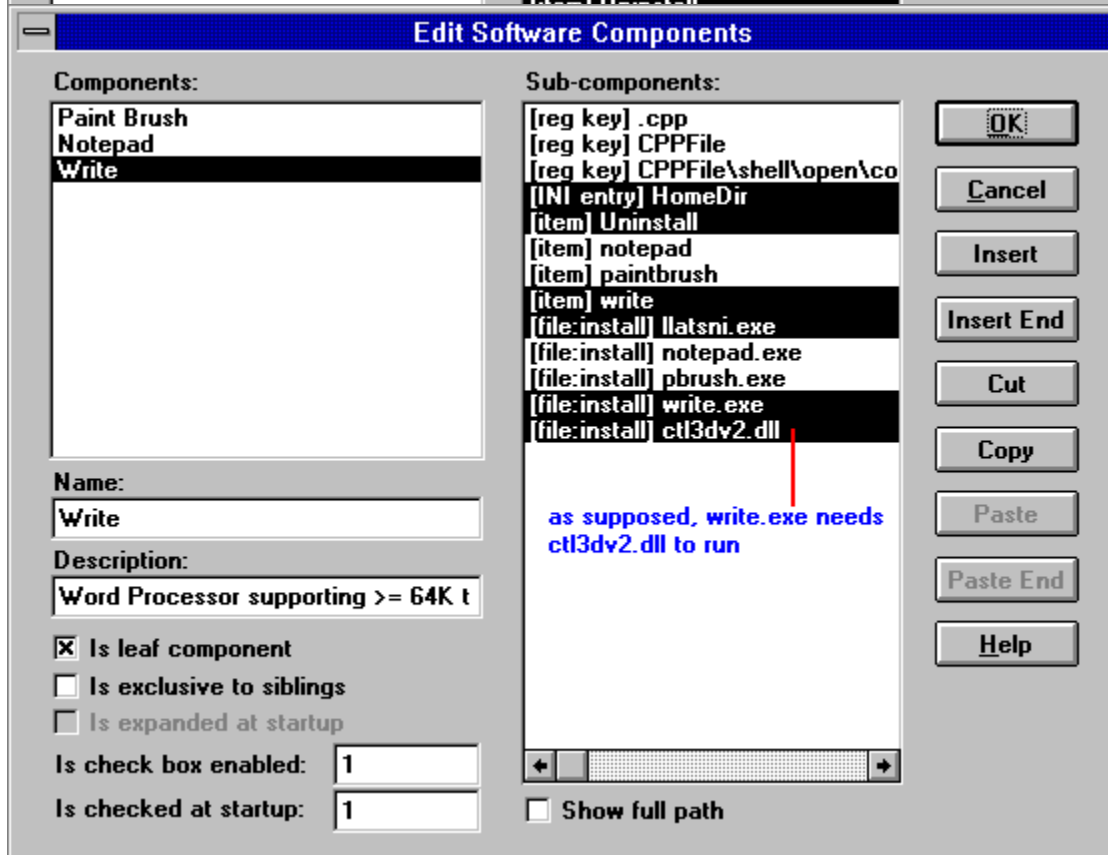 Edit Software Components
Components:
Paint Brush
Notepad
Write
Name:
Write
Description:
Word Processor supporting >= 64K t
Is leaf component
Is exclusive to siblings
Is expanded at startup
Is check box enabled: 1
Is checked at startup: 1
Sub-components:
[reg key] .cpp
[reg key] CPPFile
[reg key] CPPFile\shell\open\co
[INI entry] HomeDir
[item] Uninstall
[item] notepad
[item] paintbrush
[item] write
[file:install] llatsni.exe
[file:install] notepad.exe
[file:install] pbrush.exe
[file:install] write.exe
[file:install] ctl3dv2.dll
as supposed, write.exe needs
ctl3dv2.dll to run
Show full path
OK
Cancel
Insert
Insert End
Cut
Copy
Paste
Paste End
Help